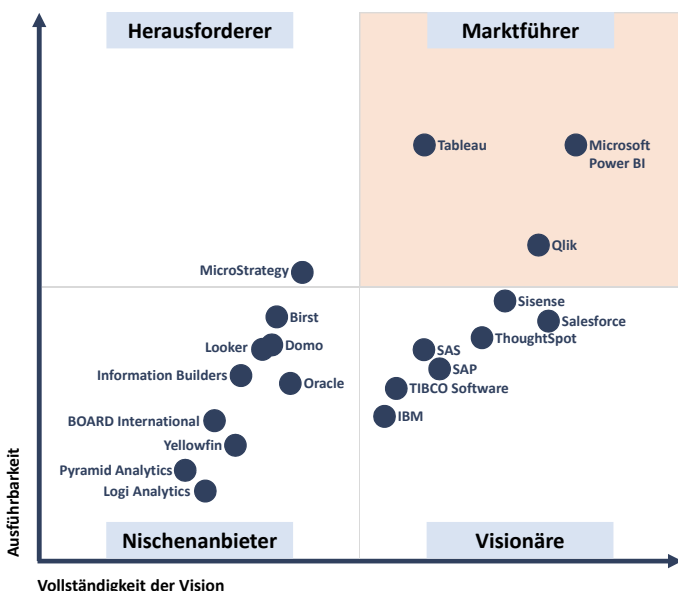 Herausforderer
Marktführer
Tableau
Microsoft
Power BI
Qlik
MicroStrategy
Sisense
Birst
Salesforce
ThoughtSpot
Looker
Domo
SAS
Information Builders
SAP
Oracle
TIBCO Software
BOARD International
IBM
Yellowfin
Pyramid Analytics
Logi Analytics
Ausführbarkeit
Nischenanbieter
Visionäre
Vollständigkeit der Vision